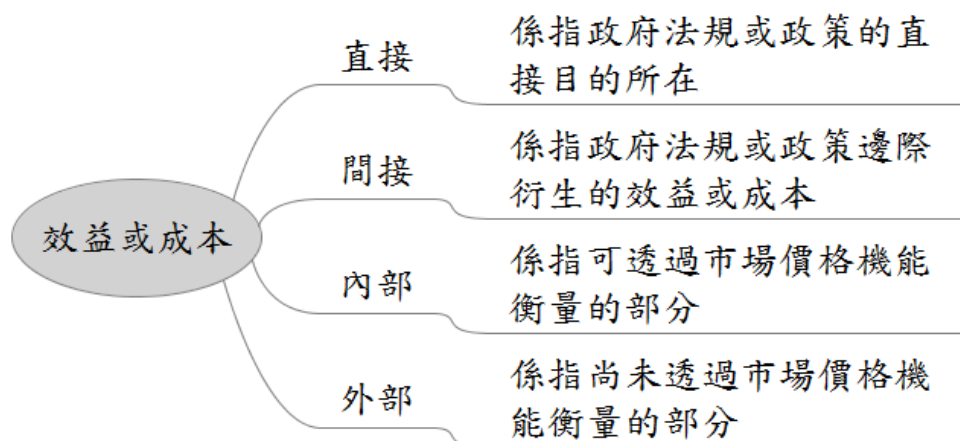 效益或成本
直接
係指政府法規或政策的直
接目的所在
間接
係指政府法規或政策邊際
衍生的效益或成本
內部
係指可透過市場價格機能
衡量的部分
外部
係指尚未透過市場價格機
能衡量的部分